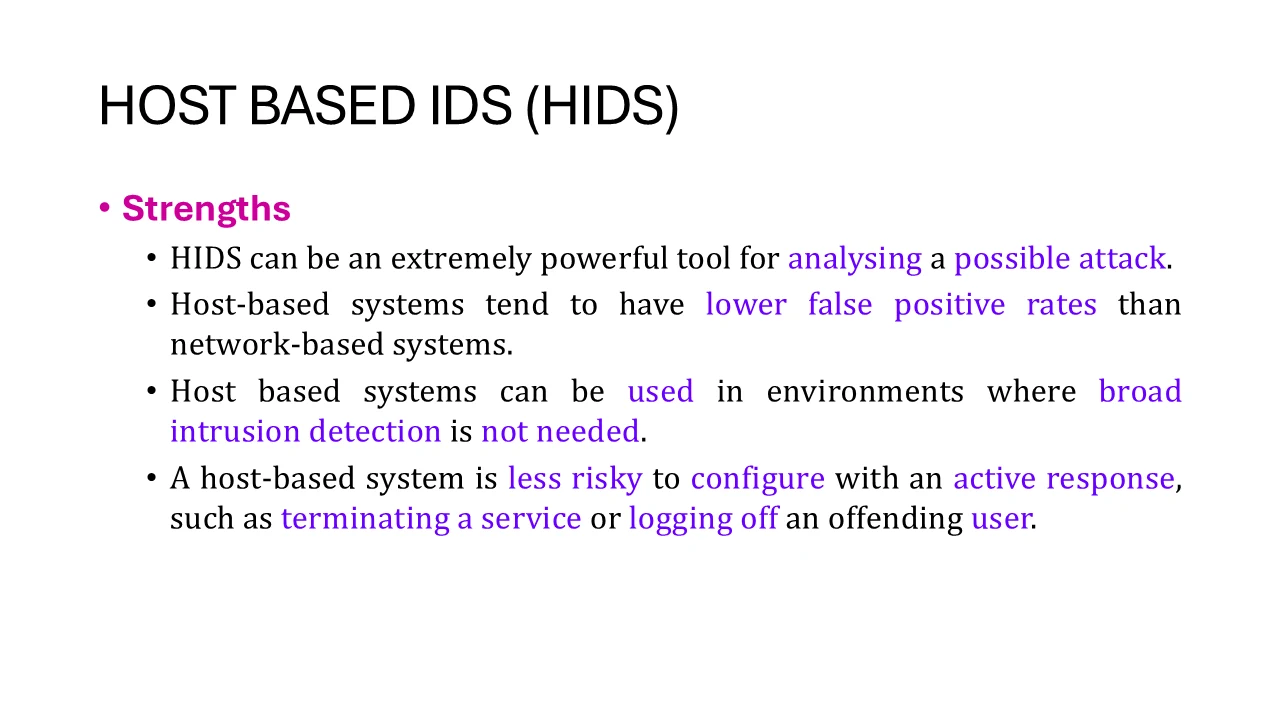 HOST BASED IDS (HIDS)
• Strengths
• HIDS can be an extremely powerful tool for analysing a possible attack.
• Host-based systems tend to have lower false positive rates than
network-based systems.
• Host based systems can be used in environments where broad
intrusion detection is not needed.
• A host-based system is less risky to configure with an active response,
such as terminating a service or logging off an offending user.